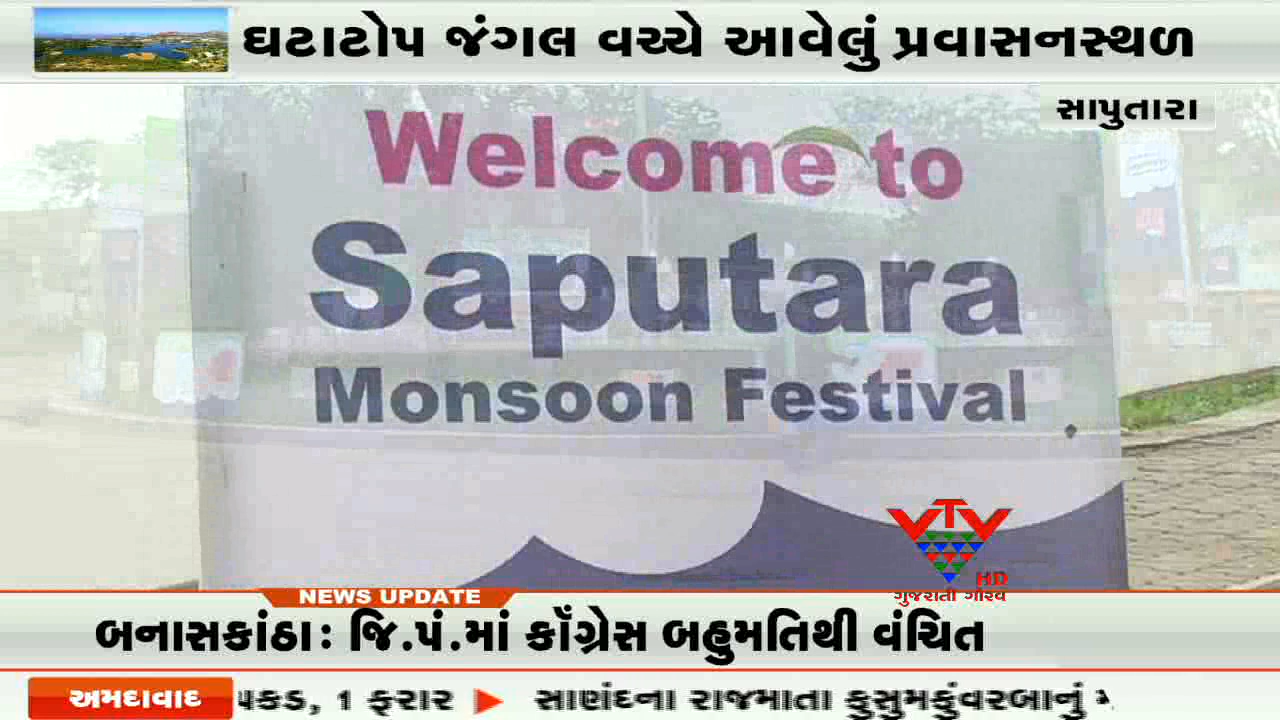 ઘટાટોપ જંગલ વચ્ચે આવેલું પ્રવાસનસ્થળ
સાપુતારા
Welcome to
Saputara
Monsoon Festival
VTV
HD
ગુજરાતી ગૌરવ
NEWS UPDATE
બનાસકાંઠાઃ જિ.પં.માં કૉંગ્રેસ બહુમતિથી વંચિત
અમદાવાદ
પકડ, 1 ફરાર ▶ સાણંદના રાજમાતા કુસુમકુંવરબાનું